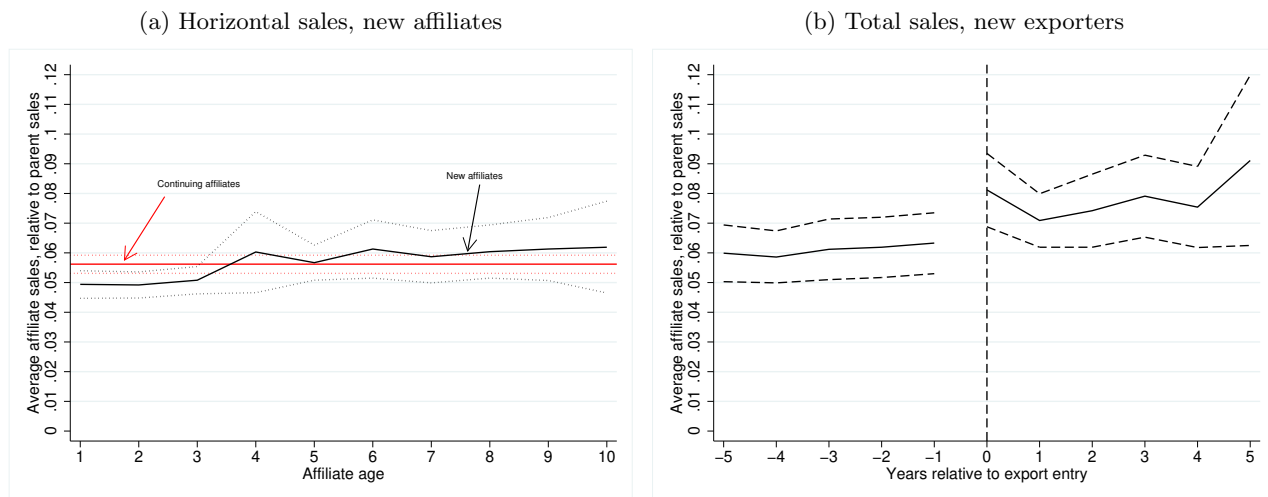 (a) Horizontal sales, new affiliates
Average affiliate sales, relative to parent sales
.12
.11
.1
.09
.08
.07
.06
.05
.04
.03
.02
.01
0
Continuing affiliates
New affiliates
1 2 3 4 5 6 7 8 9 10
Affiliate age
(b) Total sales, new exporters
Average affiliate sales, relative to parent sales
.12
.11
.1
.09
.08
.07
.06
.05
.04
.03
.02
.01
0
−5 −4 −3 −2 −1 0 1 2 3 4 5
Years relative to export entry